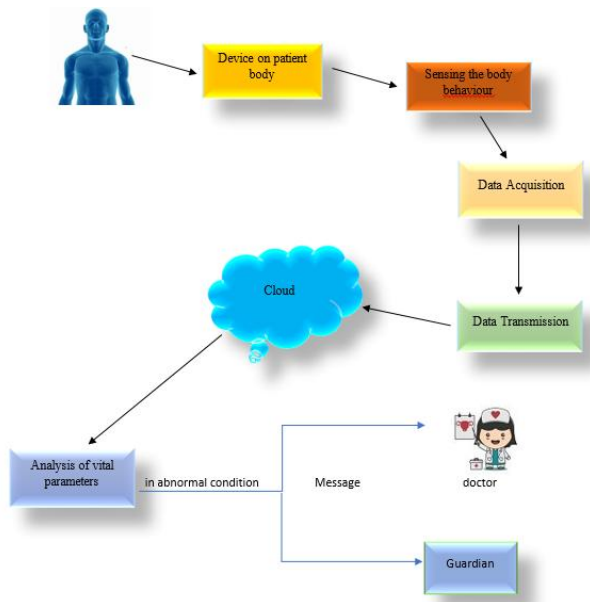 Device on patient
body
Sensing the body
behaviour
Data Acquisition
Cloud
Data Transmission
Analysis of vital
parameters
in abnormal condition
Message
doctor
Guardian